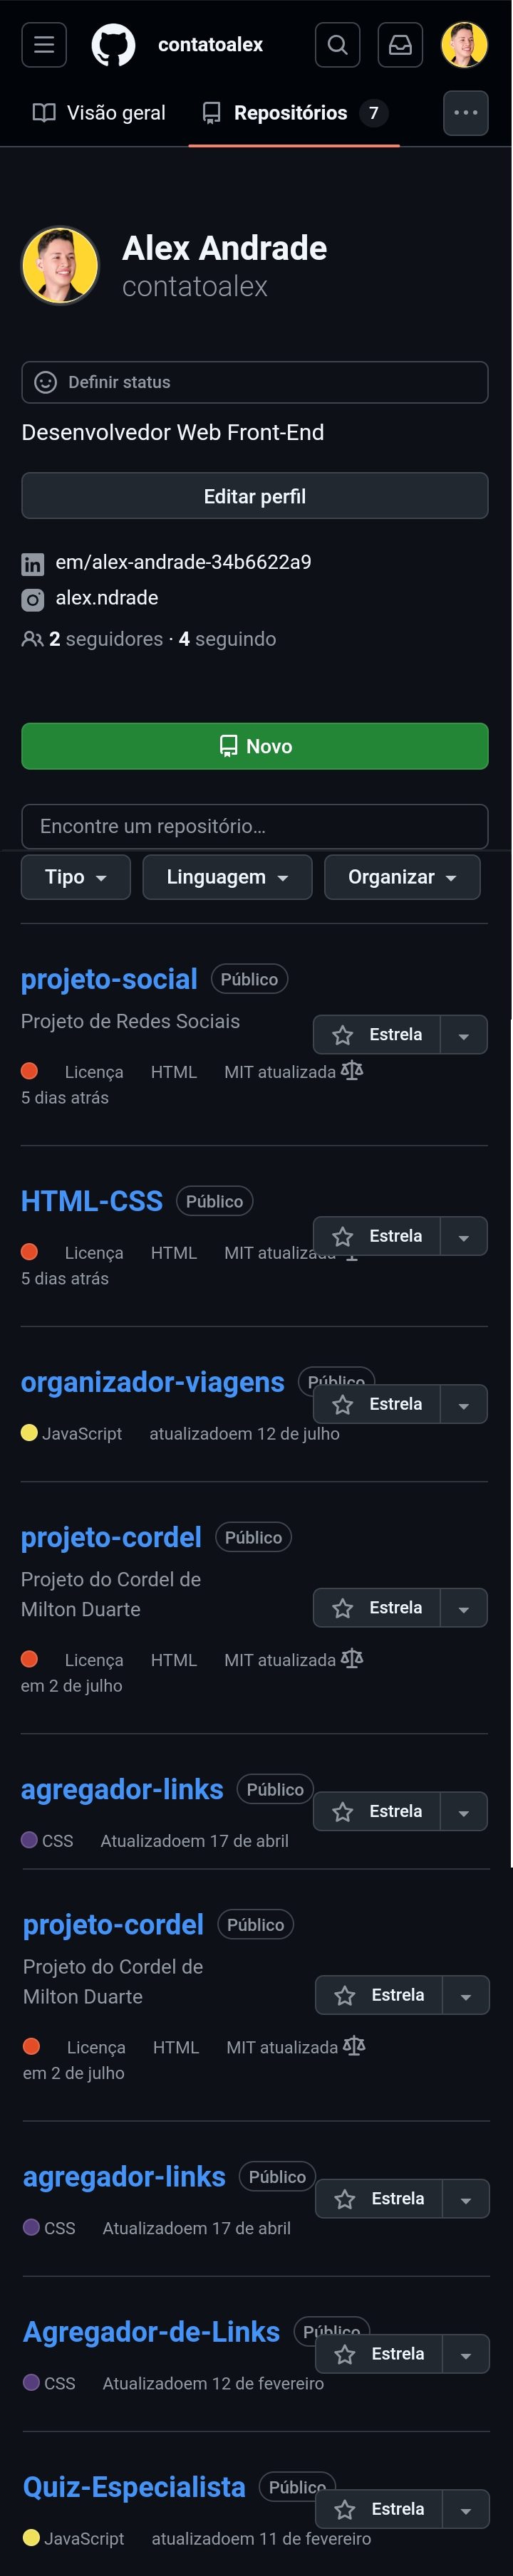 contatoalex
Visão geral Repositórios 7
Alex Andrade
contatoalex
Definir status
Desenvolvedor Web Front-End
Editar perfil
in em/alex-andrade-34b6622a9
alex.ndrade
2 seguidores · 4 seguindo
Novo
Encontre um repositório...
Tipo Linguagem Organizar
projeto-social Público
Projeto de Redes Sociais
Estrela
Licença HTML MIT atualizada
5 dias atrás
HTML-CSS Público
Estrela
Licença HTML MIT atualizada
5 dias atrás
organizador-viagens Público
Estrela
JavaScript atualizadoem 12 de julho
projeto-cordel Público
Projeto do Cordel de
Milton Duarte
Estrela
Licença HTML MIT atualizada
em 2 de julho
agregador-links Público
Estrela
CSS Atualizadoem 17 de abril
projeto-cordel Público
Projeto do Cordel de
Milton Duarte
Estrela
Licença HTML MIT atualizada
em 2 de julho
agregador-links Público
Estrela
CSS Atualizadoem 17 de abril
Agregador-de-Links Público
Estrela
CSS Atualizadoem 12 de fevereiro
Quiz-Especialista Público
Estrela
JavaScript atualizadoem 11 de fevereiro